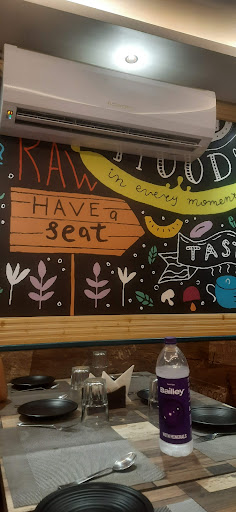 RAW
FOOD
in every moment
HAVE a
seat
TAS
Bailley